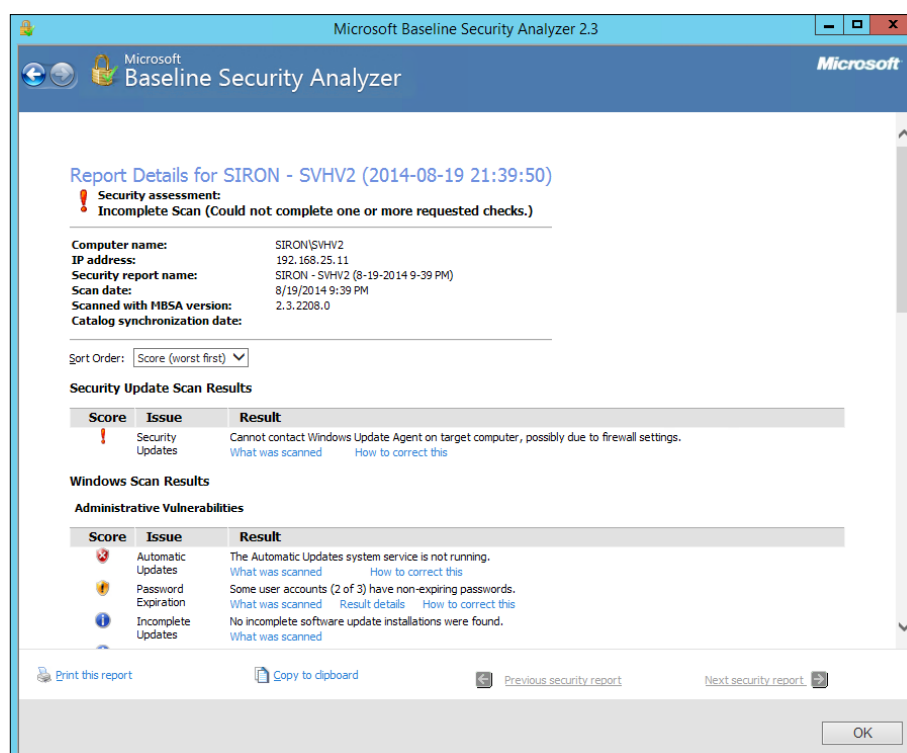 Microsoft Baseline Security Analyzer 2.3
Microsoft
Baseline Security Analyzer
Microsoft
Report Details for SIRON - SVHV2 (2014-08-19 21:39:50)
Security assessment:
Incomplete Scan (Could not complete one or more requested checks.)
Computer name: SIRON\SVHV2
IP address: 192.168.25.11
Security report name: SIRON - SVHV2 (8-19-2014 9-39 PM)
Scan date: 8/19/2014 9:39 PM
Scanned with MBSA version: 2.3.2208.0
Catalog synchronization date:
Sort Order: Score (worst first)
Security Update Scan Results
Score Issue Result
Security Cannot contact Windows Update Agent on target computer, possibly due to firewall settings.
Updates What was scanned How to correct this
Windows Scan Results
Administrative Vulnerabilities
Score Issue Result
Automatic The Automatic Updates system service is not running.
Updates What was scanned How to correct this
Password Some user accounts (2 of 3) have non-expiring passwords.
Expiration What was scanned Result details How to correct this
Incomplete No incomplete software update installations were found.
Updates What was scanned
Print this report Copy to clipboard Previous security report Next security report
OK